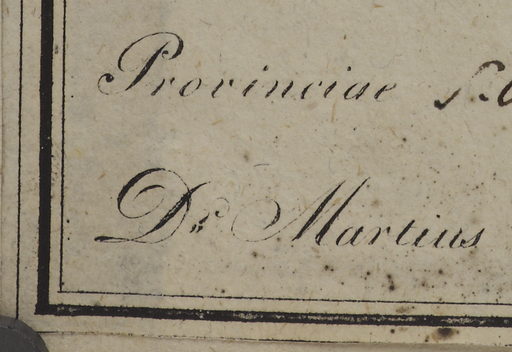 Provinciae S.
Dr. Martius